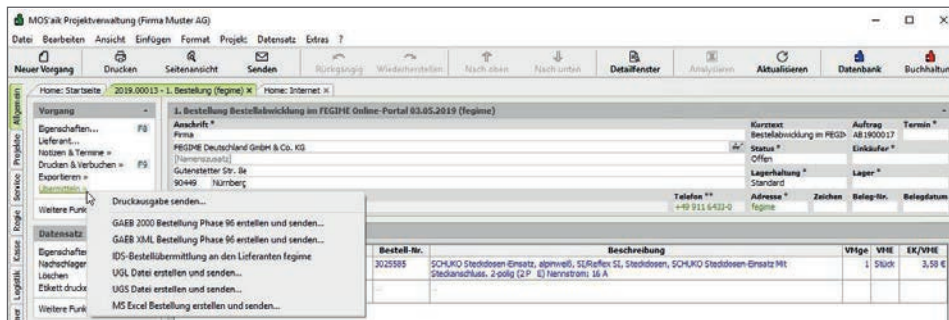 MOS'aik Projektverwaltung (Firma Muster AG)
Datei Bearbeiten Ansicht Einfügen Format Projekt Datensatz Extras ?
Neuer Vorgang Drucken Seitenansicht Senden Rückgängig Wiederherstellen Nach oben Nach unten Detailfenster Analysieren Aktualisieren Datenbank Buchhaltun
Home: Startseite 2019.00013 - 1. Bestellung (fegime) x Home: Internet x
Allgemein
Projekte
Service
Regie
Kasse
Logistik
Vorgang
Eigenschaften... F8
Lieferant...
Notizen & Termine »
Drucken & Verbuchen » F9
Exportieren »
Übermitteln »
Weitere Funk
Datensatz
Eigenschafte
Nachschlager
Löschen
Etikett drucke
Weitere Funk
Druckausgabe senden...
GAEB 2000 Bestellung Phase 96 erstellen und senden...
GAEB XML Bestellung Phase 96 erstellen und senden...
IDS-Bestellübermittlung an den Lieferanten fegime
UGL Datei erstellen und senden...
UGS Datei erstellen und senden...
MS Excel Bestellung erstellen und senden...
1. Bestellung Bestellabwicklung im FEGIME Online-Portal 03.05.2019 (fegime)
Anschrift * Kurztext Auftrag Termin *
Firma Bestellabwicklung im FEGIM AB1900017
FEGIME Deutschland GmbH & Co. KG Status * Einkäufer *
[Namenszusatz] Offen
Gutenstetter Str. 8e Lagerhaltung * Lager *
90449 Nürnberg Standard
Telefon ** Adresse * Zeichen Beleg-Nr. Belegdatum
+49 911 6433-0 fegime
Bestell-Nr. Beschreibung VMge VME EK/VME
3025585 SCHUKO Steckdosen-Einsatz, alpinweiß, SI/Reflex SI, Steckdosen, SCHUKO Steckdosen-Einsatz Mit 1 Stück 3,58 €
Steckanschluss. 2-polig (2 P E) Nennstrom: 16 A